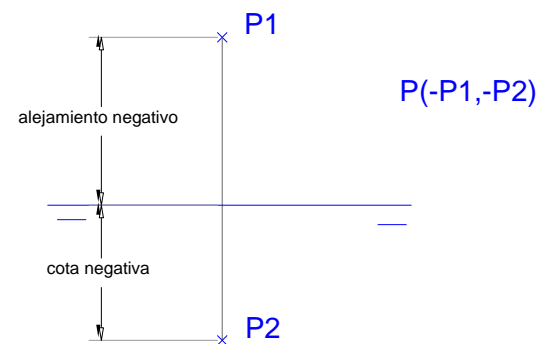 P1
P(-P1,-P2)
alejamiento negativo
cota negativa
P2